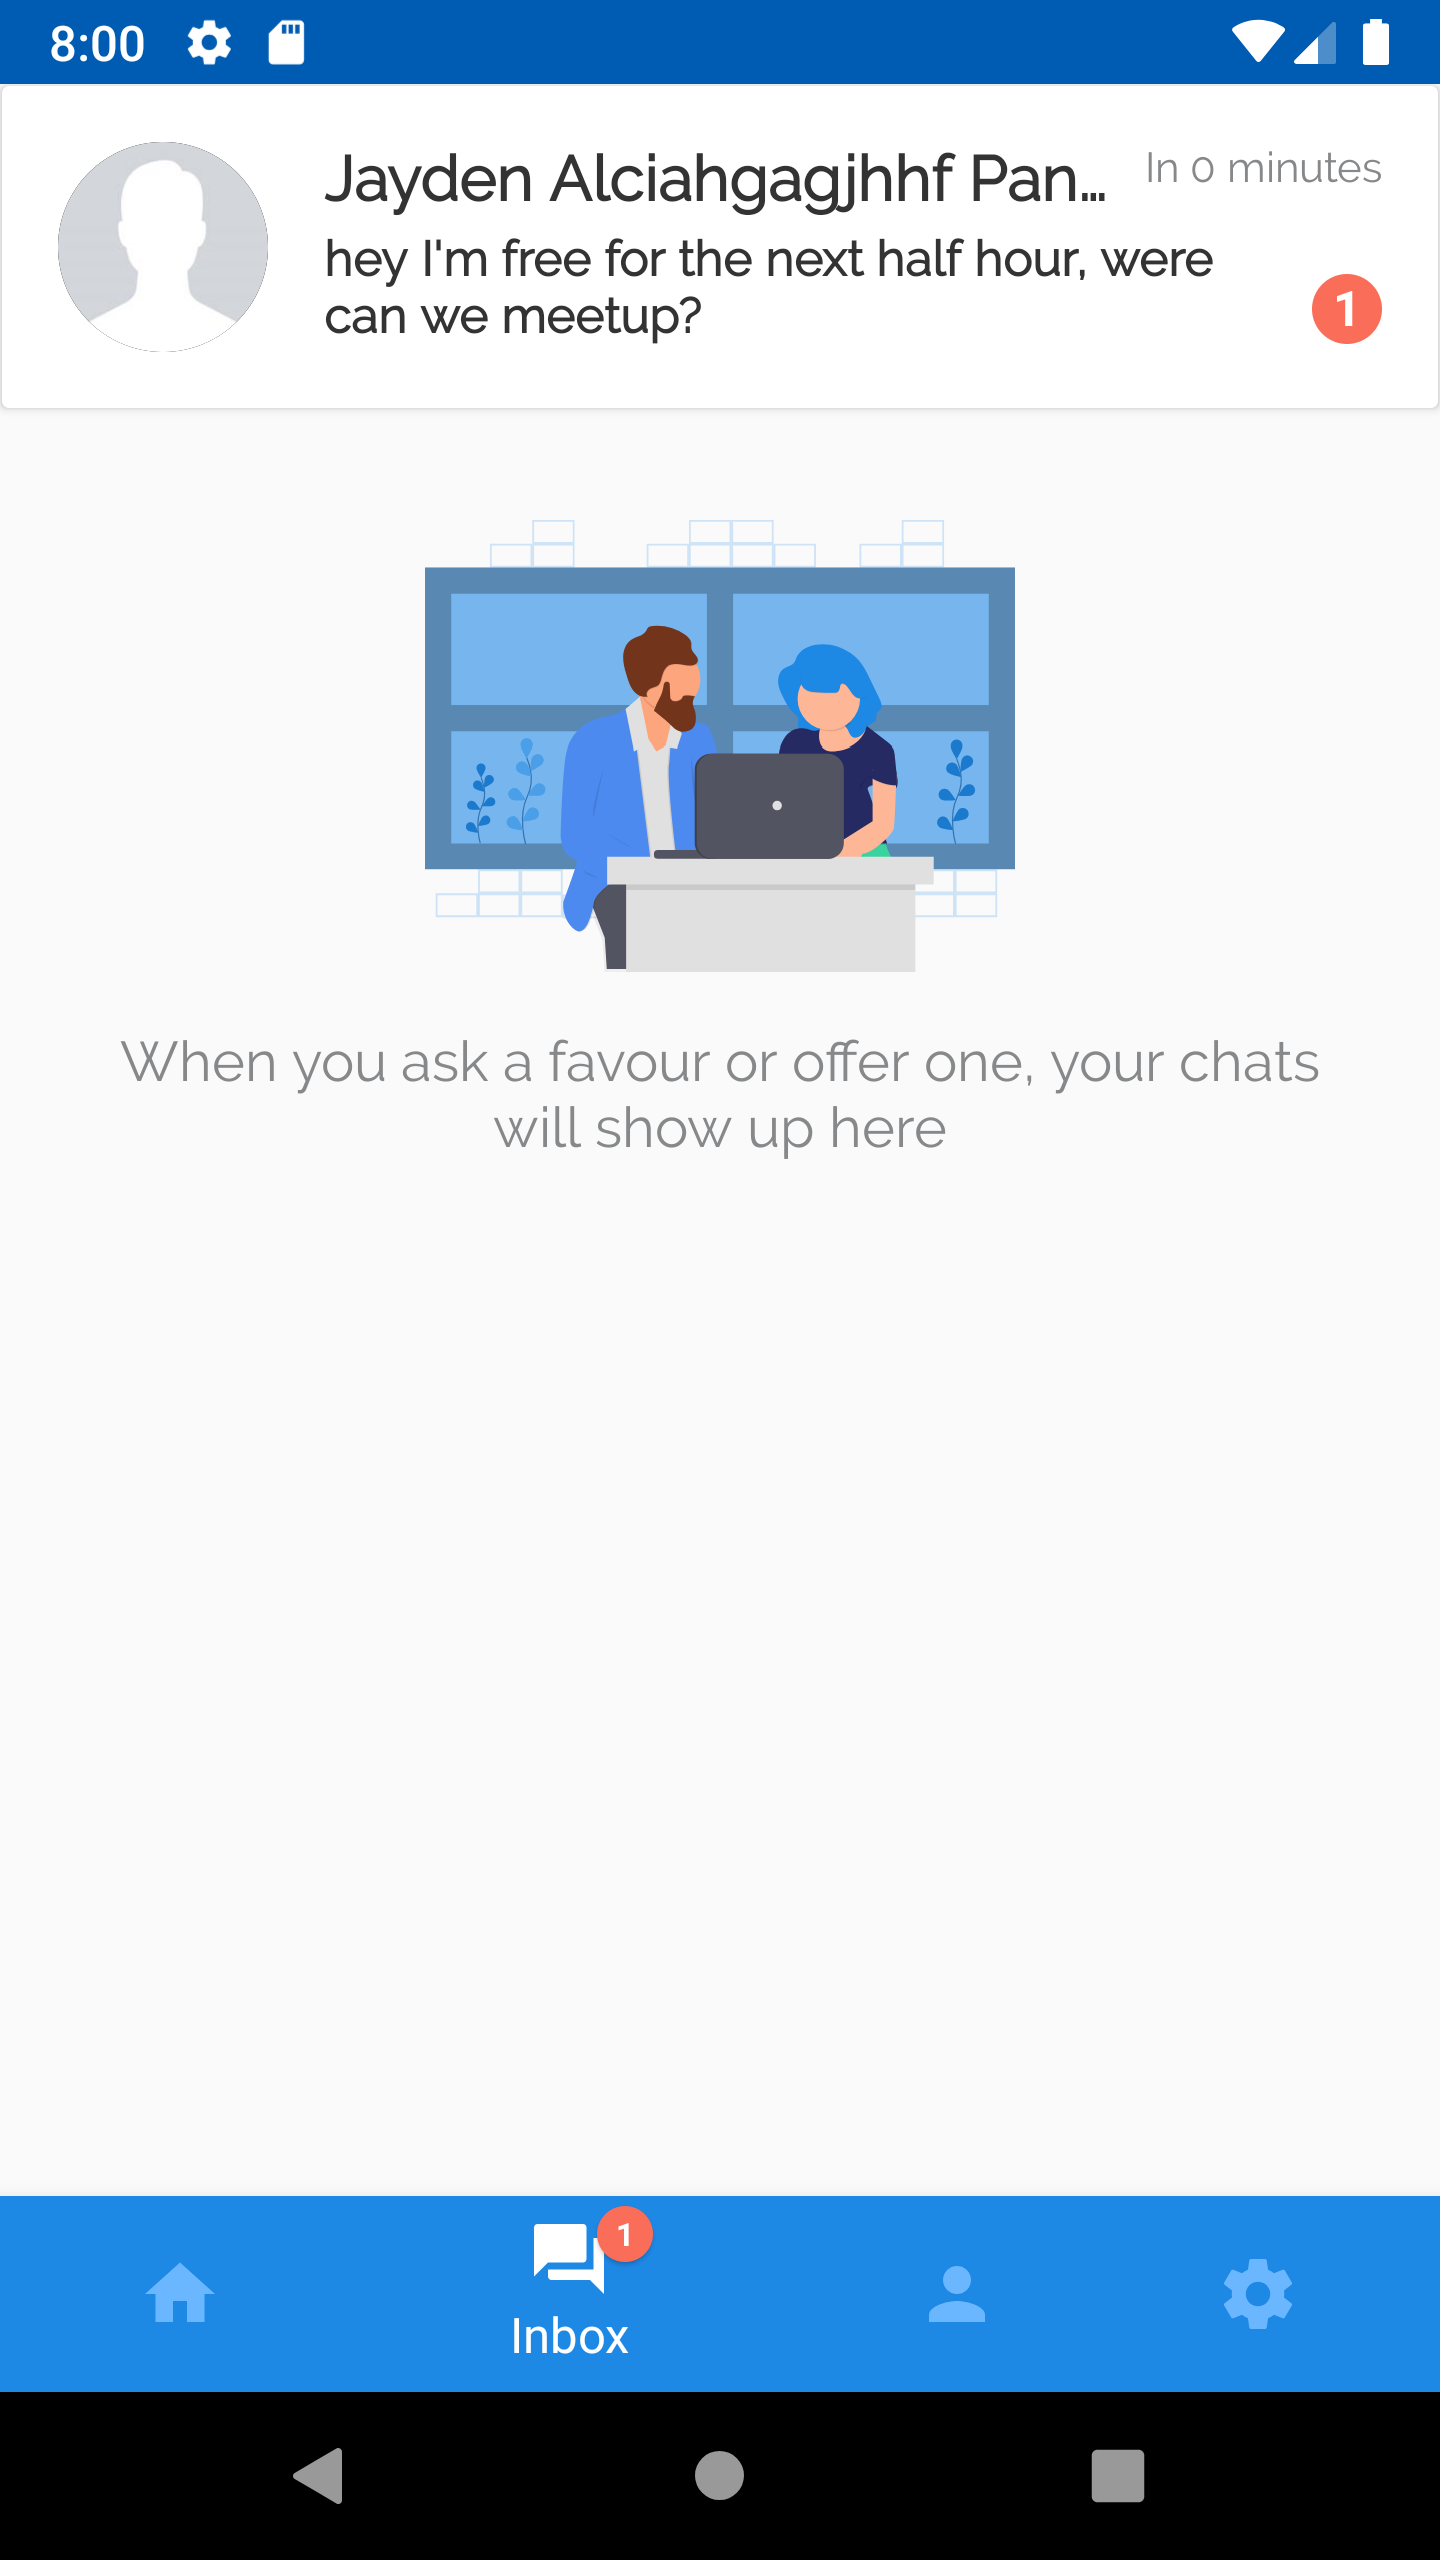 8:00
Jayden Alciahgagjhhf Pan...
In 0 minutes
hey I'm free for the next half hour, were
can we meetup?
1
When you ask a favour or offer one, your chats
will show up here
1
Inbox